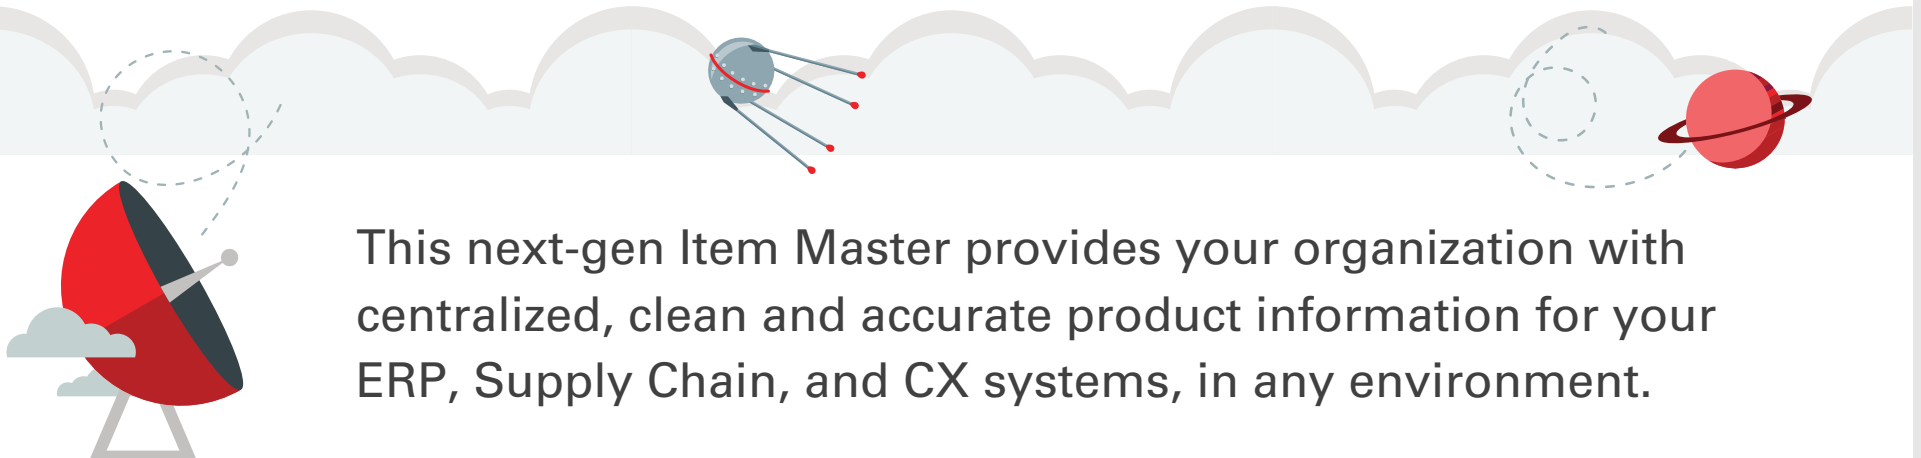 This next-gen Item Master provides your organization with
centralized, clean and accurate product information for your
ERP, Supply Chain, and CX systems, in any environment.